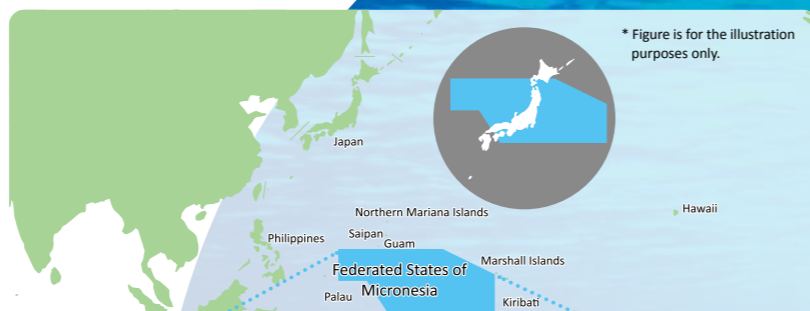 * Figure is for the illustration
purposes only.
Japan
Hawaii
Northern Mariana Islands
Philippines
Saipan
Guam
Marshall Islands
Federated States of
Micronesia
Palau
Kiribati